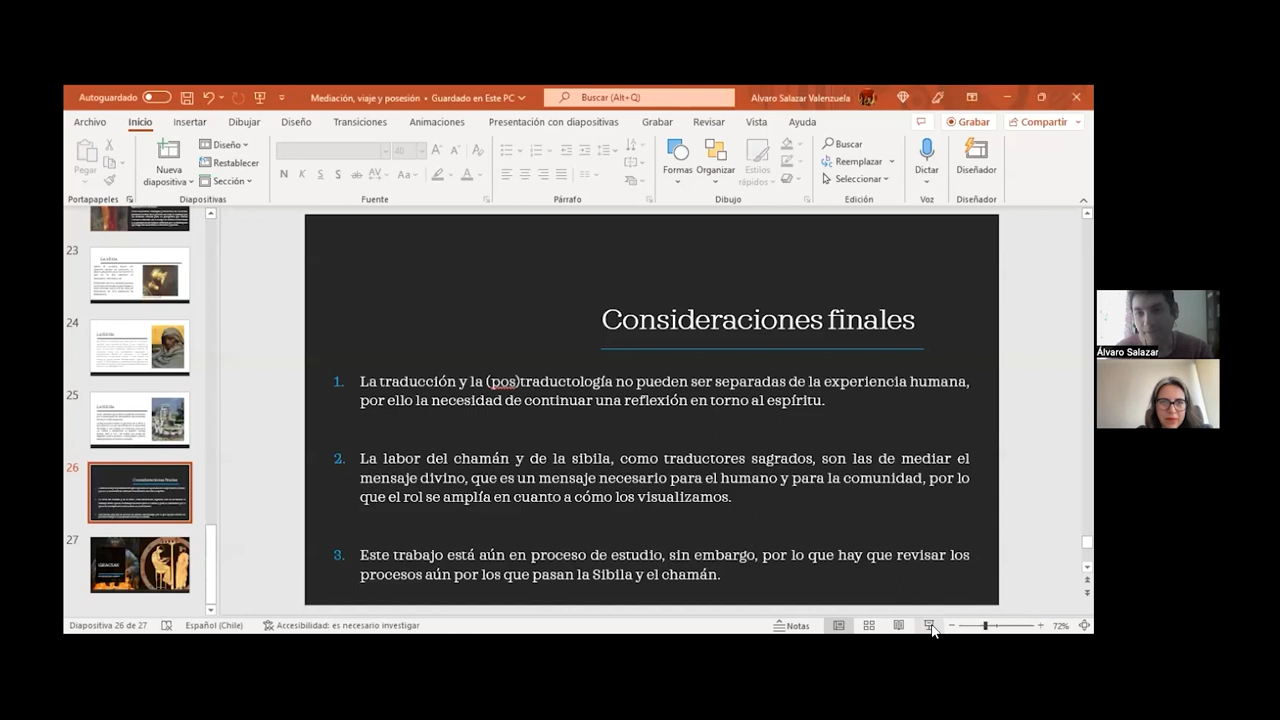 Autoguardado
Mediación, viaje y posesión • Guardado en Este PC
Buscar (Alt+Q)
Alvaro Salazar Valenzuela
Archivo Inicio Insertar Dibujar Diseño Transiciones Animaciones Presentación con diapositivas Grabar Revisar Vista Ayuda Grabar Compartir
Pegar
Nueva diapositiva
Diseño
Restablecer
Sección
40
N K S S ab AV Aa A
Formas Organizar Estilos rápidos
Buscar
Reemplazar
Seleccionar
Dictar
Diseñador
Portapapeles Diapositivas Fuente Párrafo Dibujo Edición Voz Diseñador
23
24
25
26
27
Consideraciones finales
1. La traducción y la (pos)traductología no pueden ser separadas de la experiencia humana,
por ello la necesidad de continuar una reflexión en torno al espíritu.
2. La labor del chamán y de la sibila, como traductores sagrados, son las de mediar el
mensaje divino, que es un mensaje necesario para el humano y para la comunidad, por lo
que el rol se amplía en cuanto a cómo los visualizamos.
3. Este trabajo está aún en proceso de estudio, sin embargo, por lo que hay que revisar los
procesos aún por los que pasan la Sibila y el chamán.
Álvaro Salazar
Diapositiva 26 de 27 Español (Chile) Accesibilidad: es necesario investigar Notas 72%